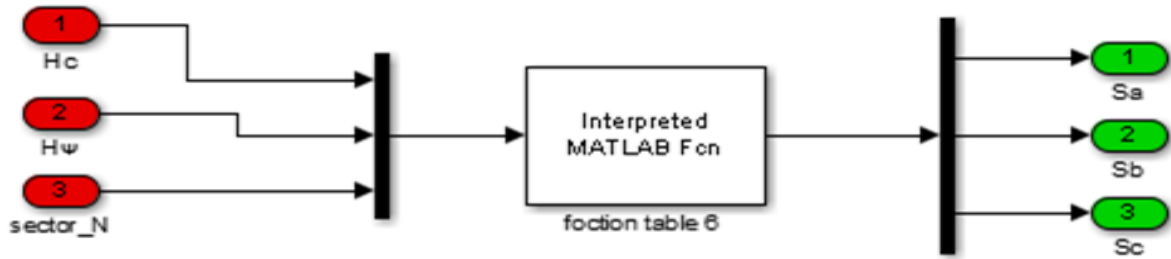 1
Hc
2
Hψ
3
sector_N
Interpreted
MATLAB Fcn
foction table 6
1
Sa
2
Sb
3
Sc